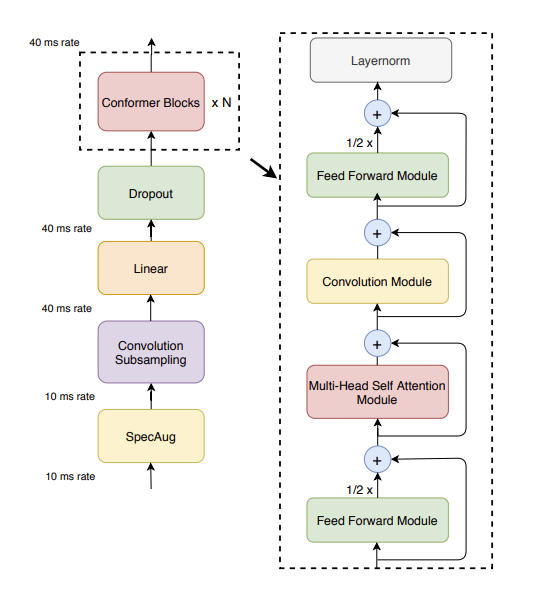 40 ms rate
Conformer Blocks
x N
Dropout
40 ms rate
Linear
40 ms rate
Convolution
Subsampling
10 ms rate
SpecAug
10 ms rate
Layernorm
+
1/2 x
Feed Forward Module
+
Convolution Module
+
Multi-Head Self Attention
Module
+
1/2 x
Feed Forward Module